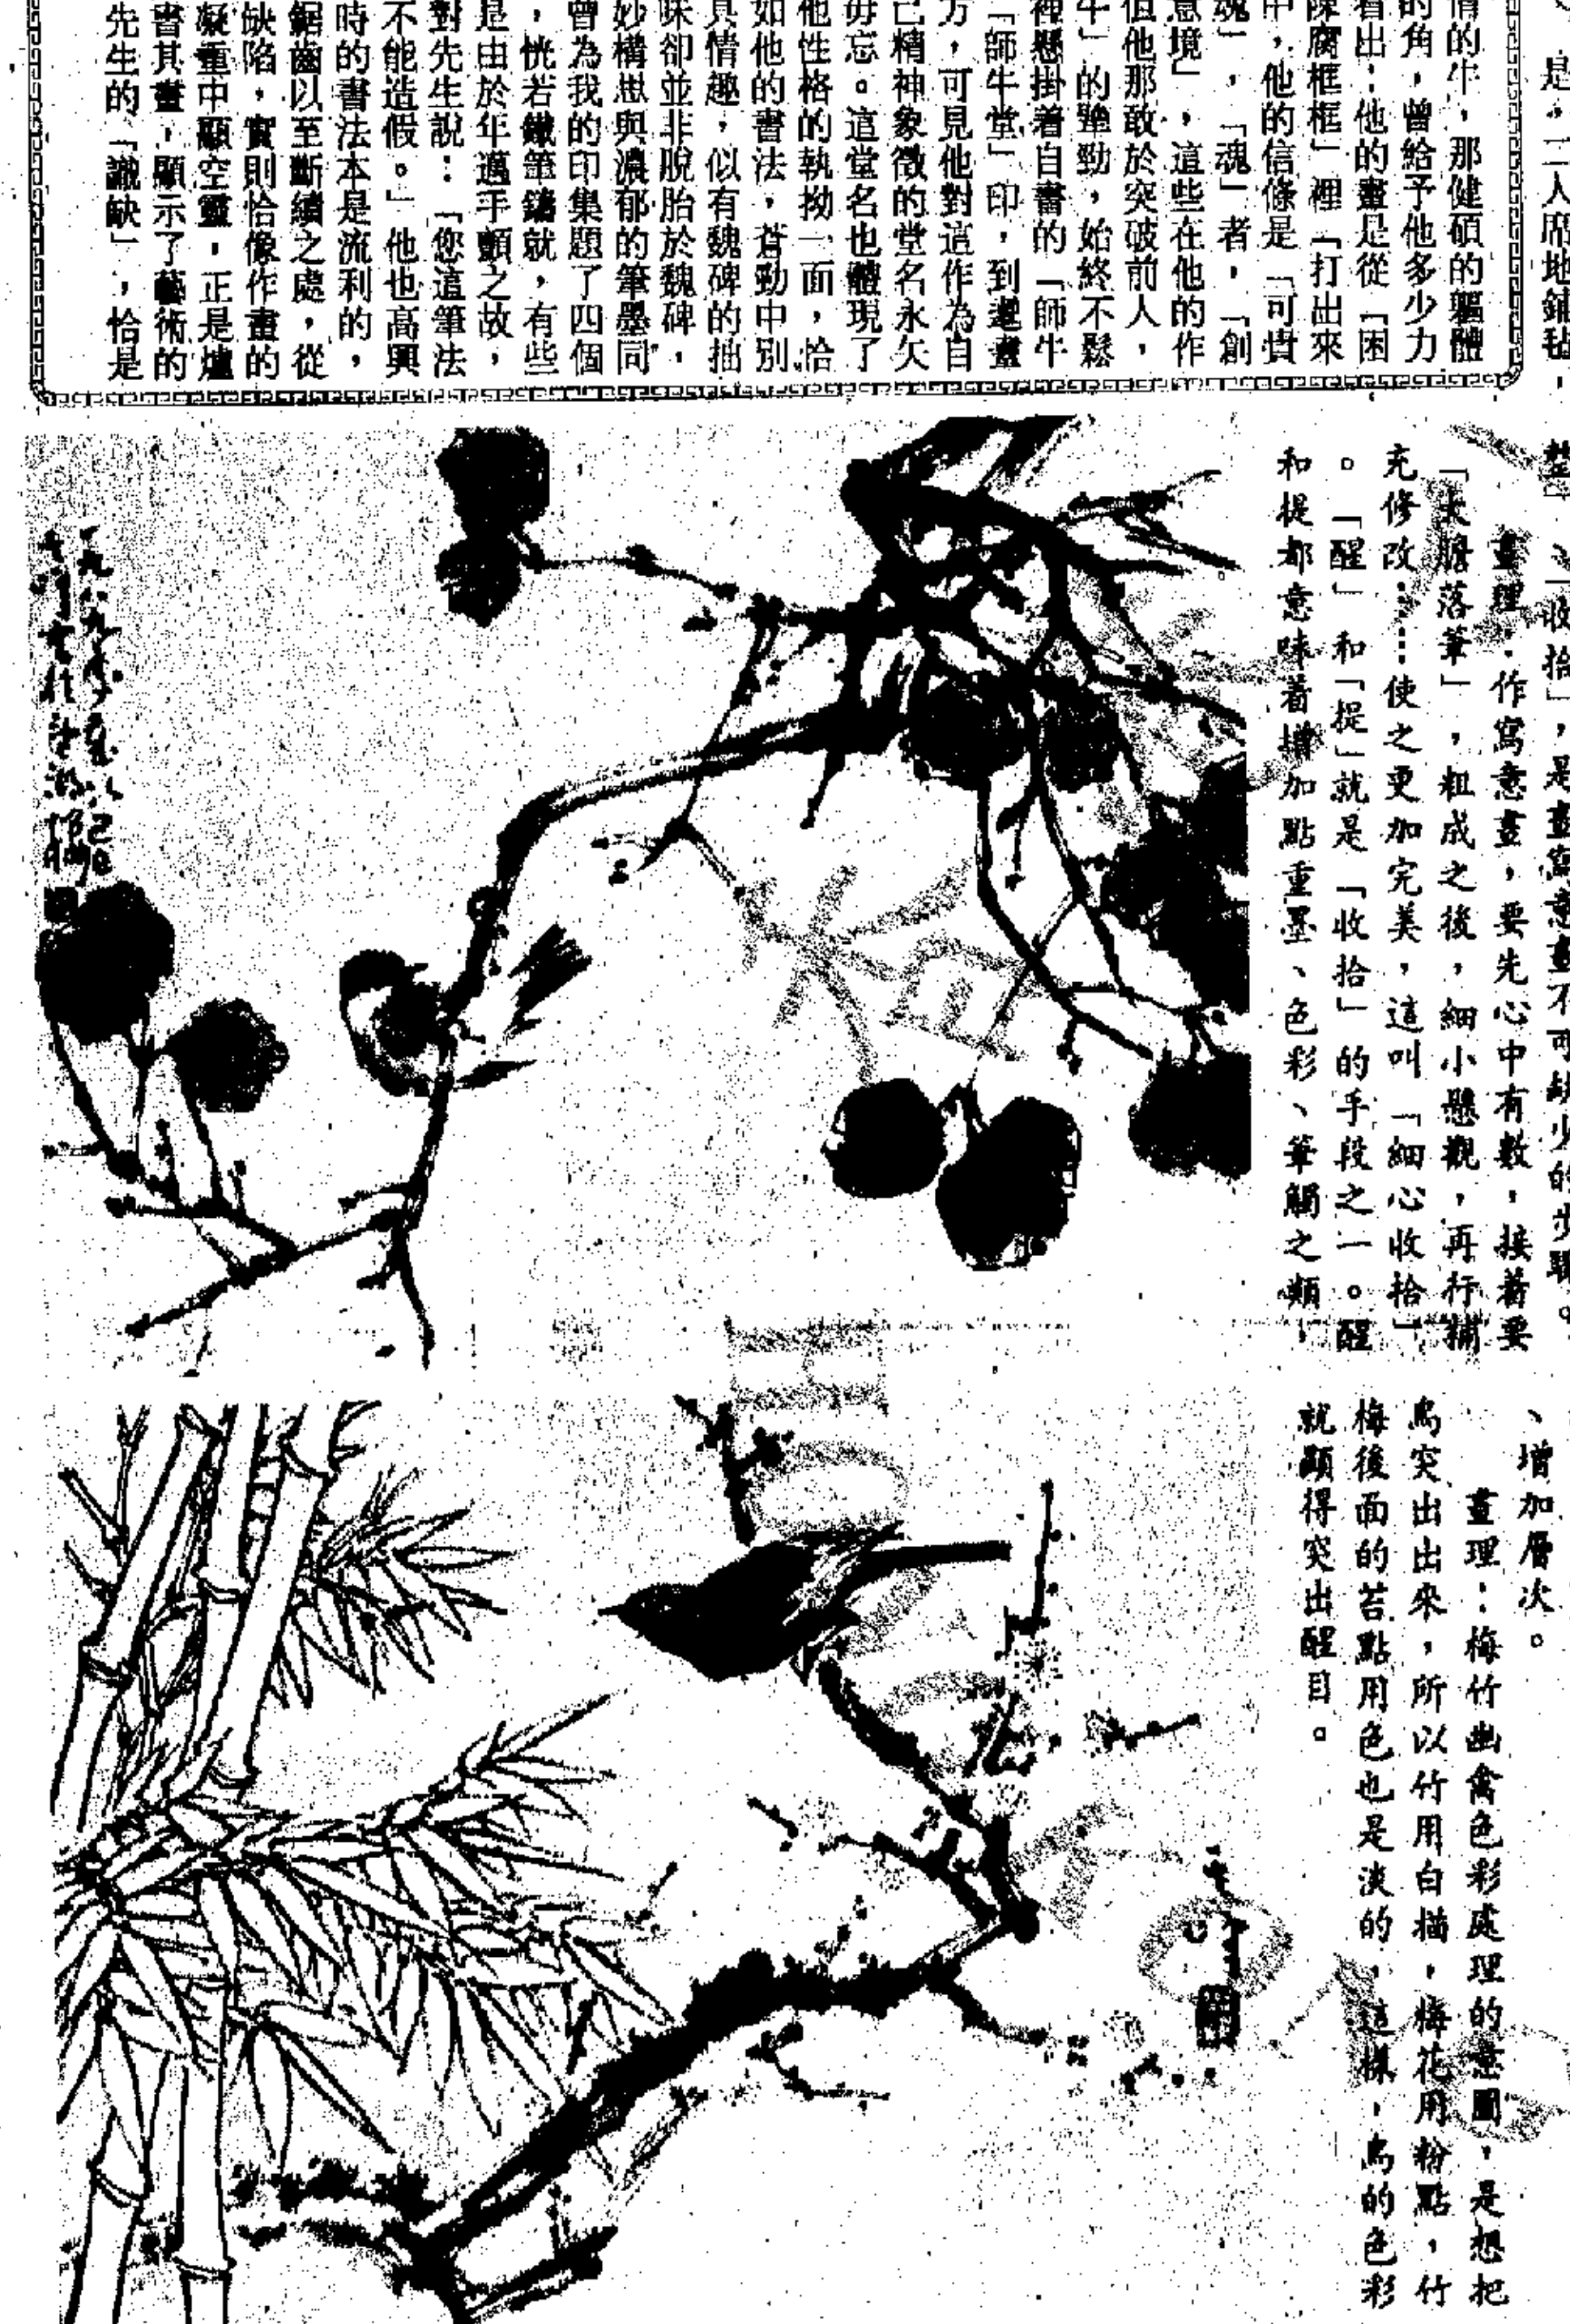 是，二人席地鋪毡，
情的牛，那健碩的軀體
的角，曾給予他多少力
看出：他的畫是從「困
陳腐框框」裡「打出來
中，他的信條是「可貴
魂」，「魂」者，「創
意境」，這些在他的作
但他那敢於突破前人，
牛」的犟勁，始終不鬆
裡懸掛着自書的「師牛
「師牛堂」印，到遷畫
方，可見他對這作為自
己精神象徵的堂名永矢
毋忘。這堂名也體現了
他性格的執拗一面，恰
如他的書法，蒼勁中別
具情趣，似有魏碑的拙
味卻並非脫胎於魏碑，
妙構思與濃郁的筆墨同
曾為我的印集題了四個
，恍若鐵筆鑄就，有些
是由於年邁手顫之故，
對先生說：「您這筆法
不能造假。」他也高興
時的書法本是流利的，
鋸齒以至斷續之處，從
缺陷，實則恰像作畫的
凝重中顯空靈，正是爐
書其畫，顯示了藝術的
先生的「識缺」，恰是
整」、「收拾」，是畫寫意畫不可缺少的步驟。
畫理：作寫意畫，要先心中有數，接着要
「大膽落筆」，粗成之後，細小懸觀，再行補
充修改……使之更加完美，這叫「細心收拾」
。「醒」和「提」就是「收拾」的手段之一。醒
和提都意味着增加點重墨、色彩、筆觸之類，
、增加層次。
畫理：梅竹幽禽色彩處理的意圖，是想把
鳥突出出來，所以竹用白描，梅花用粉點，竹
梅後面的苔點用色也是淡的，這樣，鳥的色彩
就顯得突出醒目。